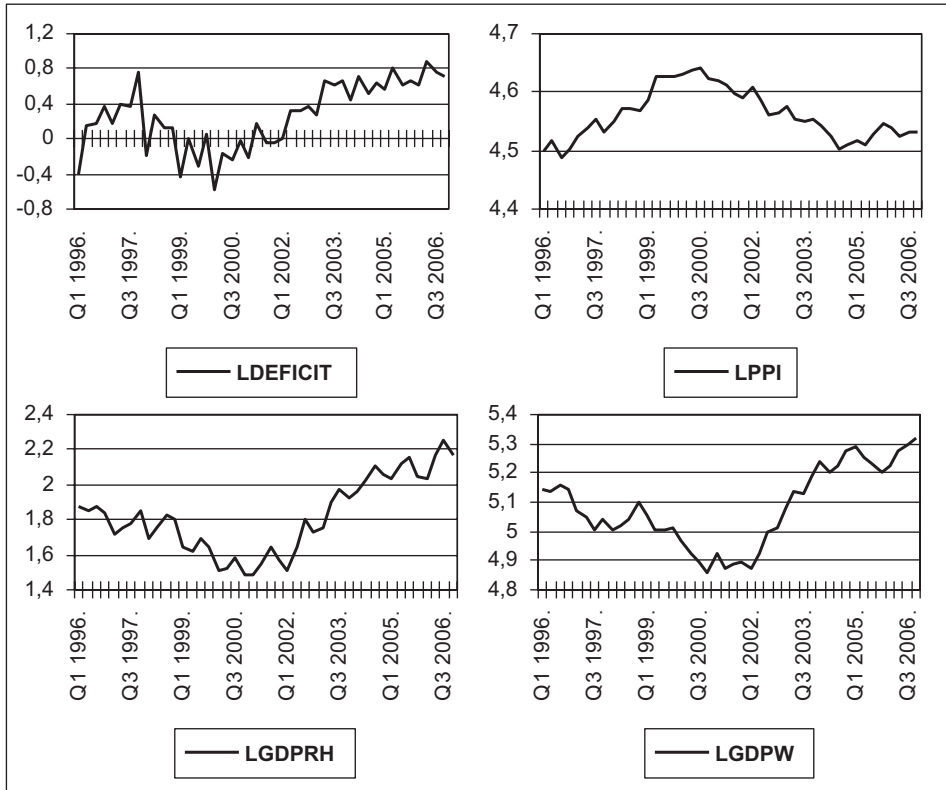 1,2
0,8
0,4
0
-0,4
-0,8
Q1 1996.
Q3 1997.
Q1 1999.
Q3 2000.
Q1 2002.
Q3 2003.
Q1 2005.
Q3 2006.
LDEFICIT
4,7
4,6
4,5
4,4
Q1 1996.
Q3 1997.
Q1 1999.
Q3 2000.
Q1 2002.
Q3 2003.
Q1 2005.
Q3 2006.
LPPI
2,4
2,2
2
1,8
1,6
1,4
Q1 1996.
Q3 1997.
Q1 1999.
Q3 2000.
Q1 2002.
Q3 2003.
Q1 2005.
Q3 2006.
LGDPRH
5,4
5,3
5,2
5,1
5
4,9
4,8
Q1 1996.
Q3 1997.
Q1 1999.
Q3 2000.
Q1 2002.
Q3 2003.
Q1 2005.
Q3 2006.
LGDPW